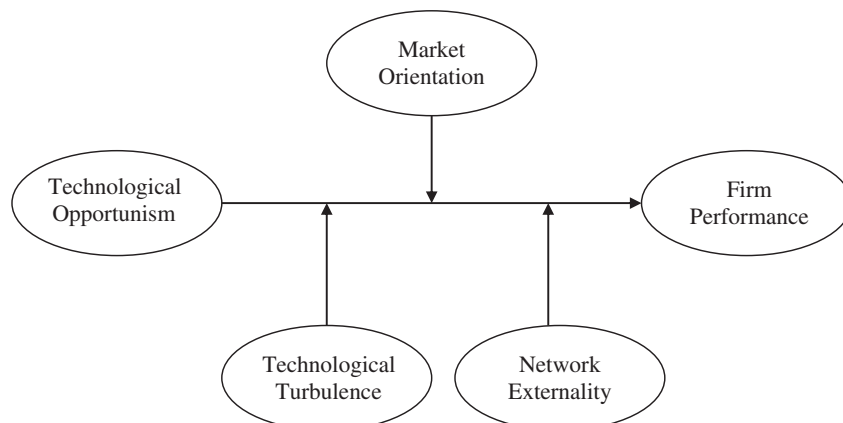 Market
Orientation
Technological
Opportunism
Firm
Performance
Technological
Turbulence
Network
Externality